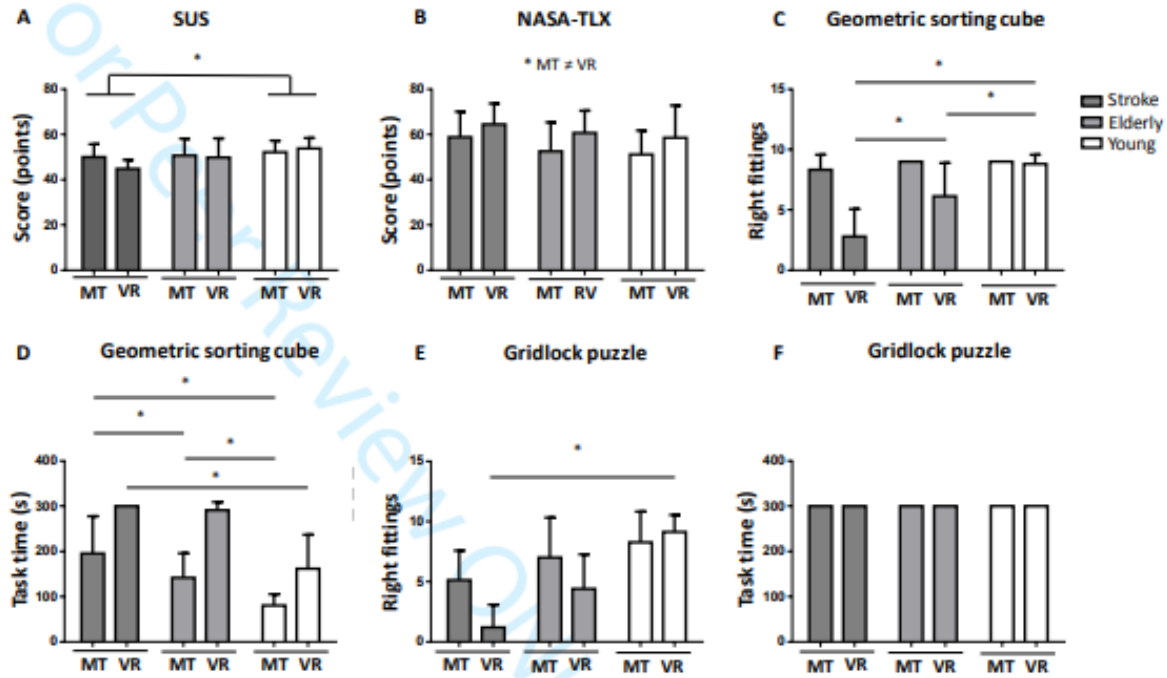 A SUS
*
Score (points)
80
60
40
20
0
MT VR MT VR MT VR
B NASA-TLX
* MT ≠ VR
Score (points)
80
60
40
20
0
MT VR MT RV MT VR
C Geometric sorting cube
*
*
*
Right fittings
15
10
5
0
MT VR MT VR MT VR
Stroke
Elderly
Young
D Geometric sorting cube
*
*
*
*
Task time (s)
400
300
200
100
0
MT VR MT VR MT VR
E Gridlock puzzle
*
Right fittings
15
10
5
0
MT VR MT VR MT VR
F Gridlock puzzle
Task time (s)
400
300
200
100
0
MT VR MT VR MT VR
or Peer Review On